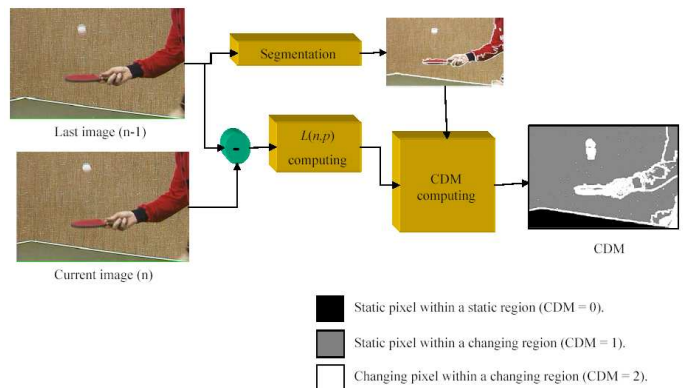 Segmentation
Last image (n-1)
-
L(n,p)
computing
CDM
computing
CDM
Current image (n)
Static pixel within a static region (CDM = 0).
Static pixel within a changing region (CDM = 1).
Changing pixel within a changing region (CDM = 2).